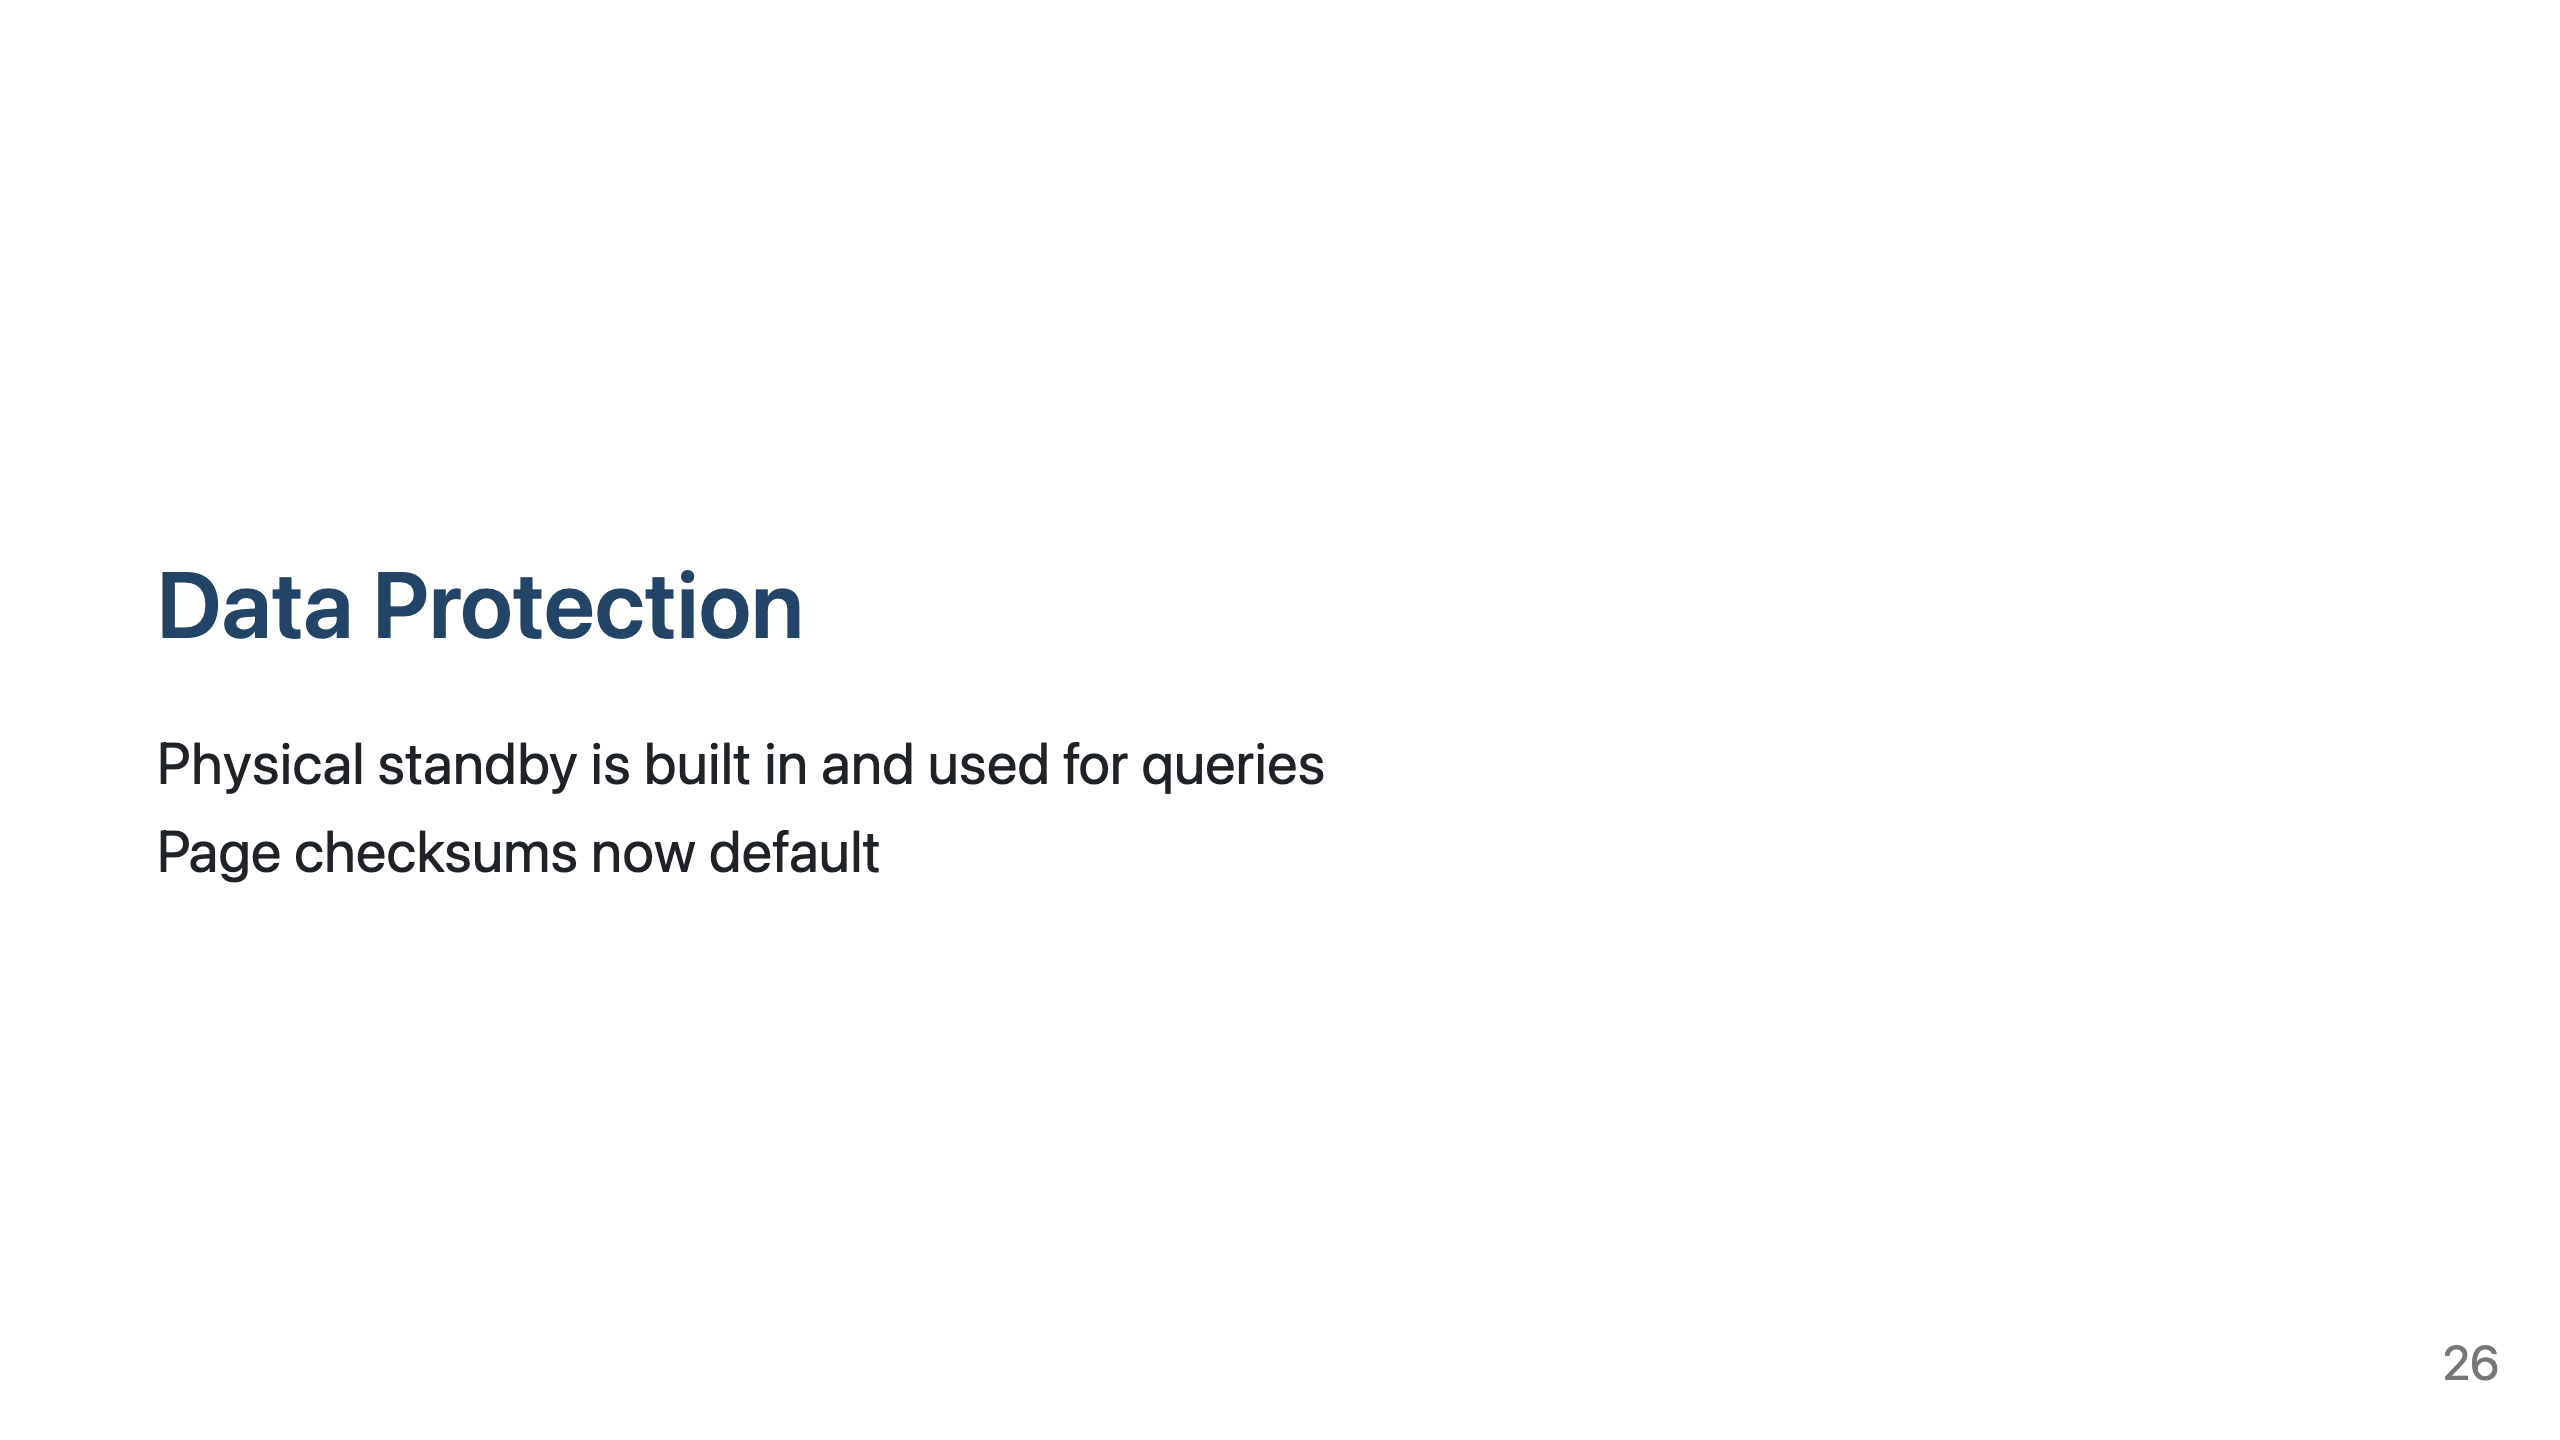 Data Protection
Physical standby is built in and used for queries
Page checksums now default
26